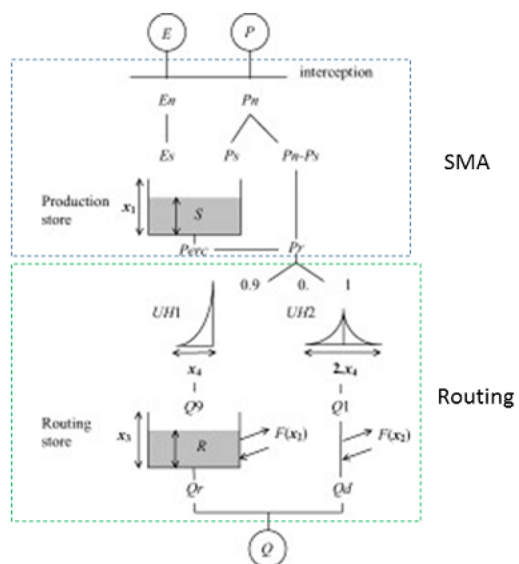 E P
interception
En Pn
Es Ps Pn-Ps
SMA
Production
store
x1
S
Perc Pr
0.9 0. 1
UH1 UH2
x4 2.x4
Routing
Q9 Q1
Routing
store
x3
R
F(x2) F(x2)
Qr Qd
Q